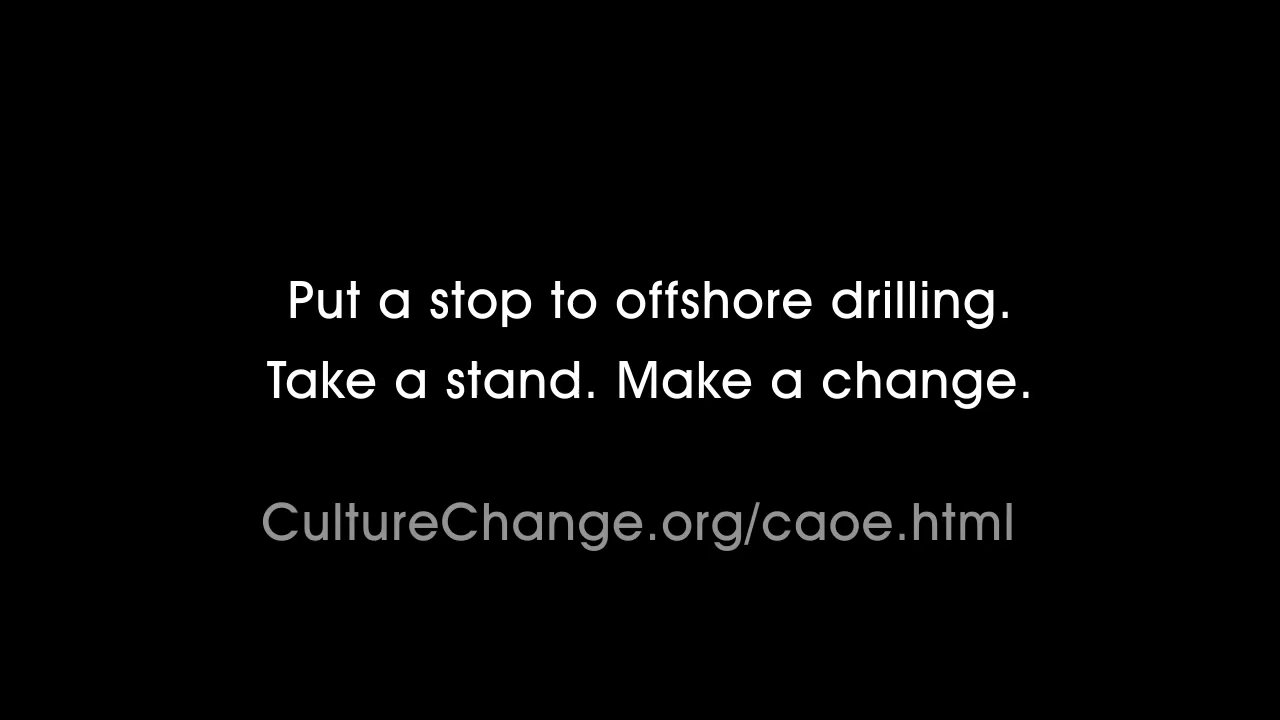 Put a stop to offshore drilling.
Take a stand. Make a change.
CultureChange.org/caoe.html